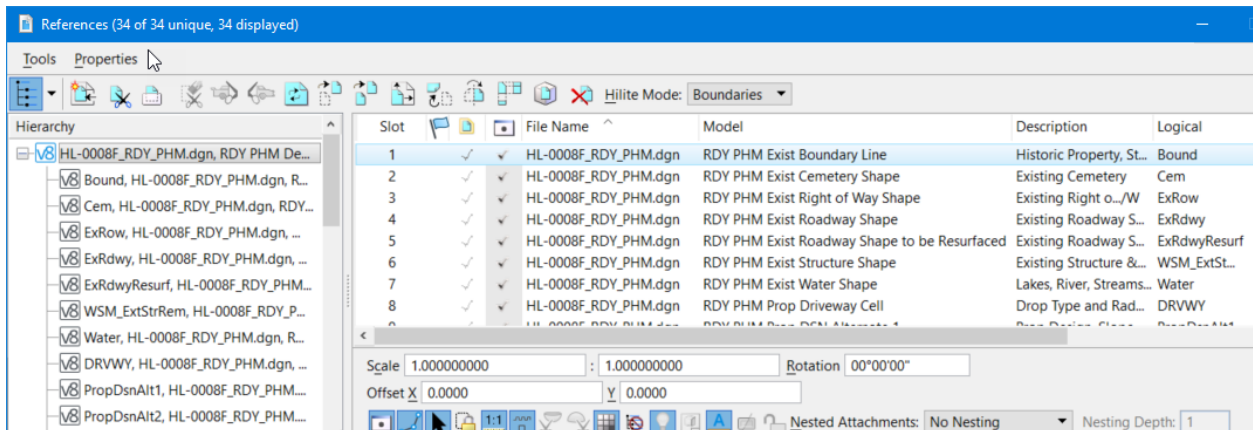 References (34 of 34 unique, 34 displayed)
Tools Properties
Hilite Mode: Boundaries
Hierarchy
HL-0008F_RDY_PHM.dgn, RDY PHM De...
Bound, HL-0008F_RDY_PHM.dgn, R...
Cem, HL-0008F_RDY_PHM.dgn, RDY...
ExRow, HL-0008F_RDY_PHM.dgn, ...
ExRdwy, HL-0008F_RDY_PHM.dgn, ...
ExRdwyResurf, HL-0008F_RDY_PHM...
WSM_ExtStrRem, HL-0008F_RDY_P...
Water, HL-0008F_RDY_PHM.dgn, R...
DRVWY, HL-0008F_RDY_PHM.dgn, ...
PropDsnAlt1, HL-0008F_RDY_PHM....
PropDsnAlt2, HL-0008F_RDY_PHM....
Slot File Name Model Description Logical
1 HL-0008F_RDY_PHM.dgn RDY PHM Exist Boundary Line Historic Property, St... Bound
2 HL-0008F_RDY_PHM.dgn RDY PHM Exist Cemetery Shape Existing Cemetery Cem
3 HL-0008F_RDY_PHM.dgn RDY PHM Exist Right of Way Shape Existing Right o.../W ExRow
4 HL-0008F_RDY_PHM.dgn RDY PHM Exist Roadway Shape Existing Roadway S... ExRdwy
5 HL-0008F_RDY_PHM.dgn RDY PHM Exist Roadway Shape to be Resurfaced Existing Roadway S... ExRdwyResurf
6 HL-0008F_RDY_PHM.dgn RDY PHM Exist Structure Shape Existing Structure &... WSM_ExtSt...
7 HL-0008F_RDY_PHM.dgn RDY PHM Exist Water Shape Lakes, River, Streams... Water
8 HL-0008F_RDY_PHM.dgn RDY PHM Prop Driveway Cell Drop Type and Rad... DRVWY
Scale 1.000000000 : 1.000000000 Rotation 00°00'00"
Offset X 0.0000 Y 0.0000
1:1 A Nested Attachments: No Nesting Nesting Depth: 1